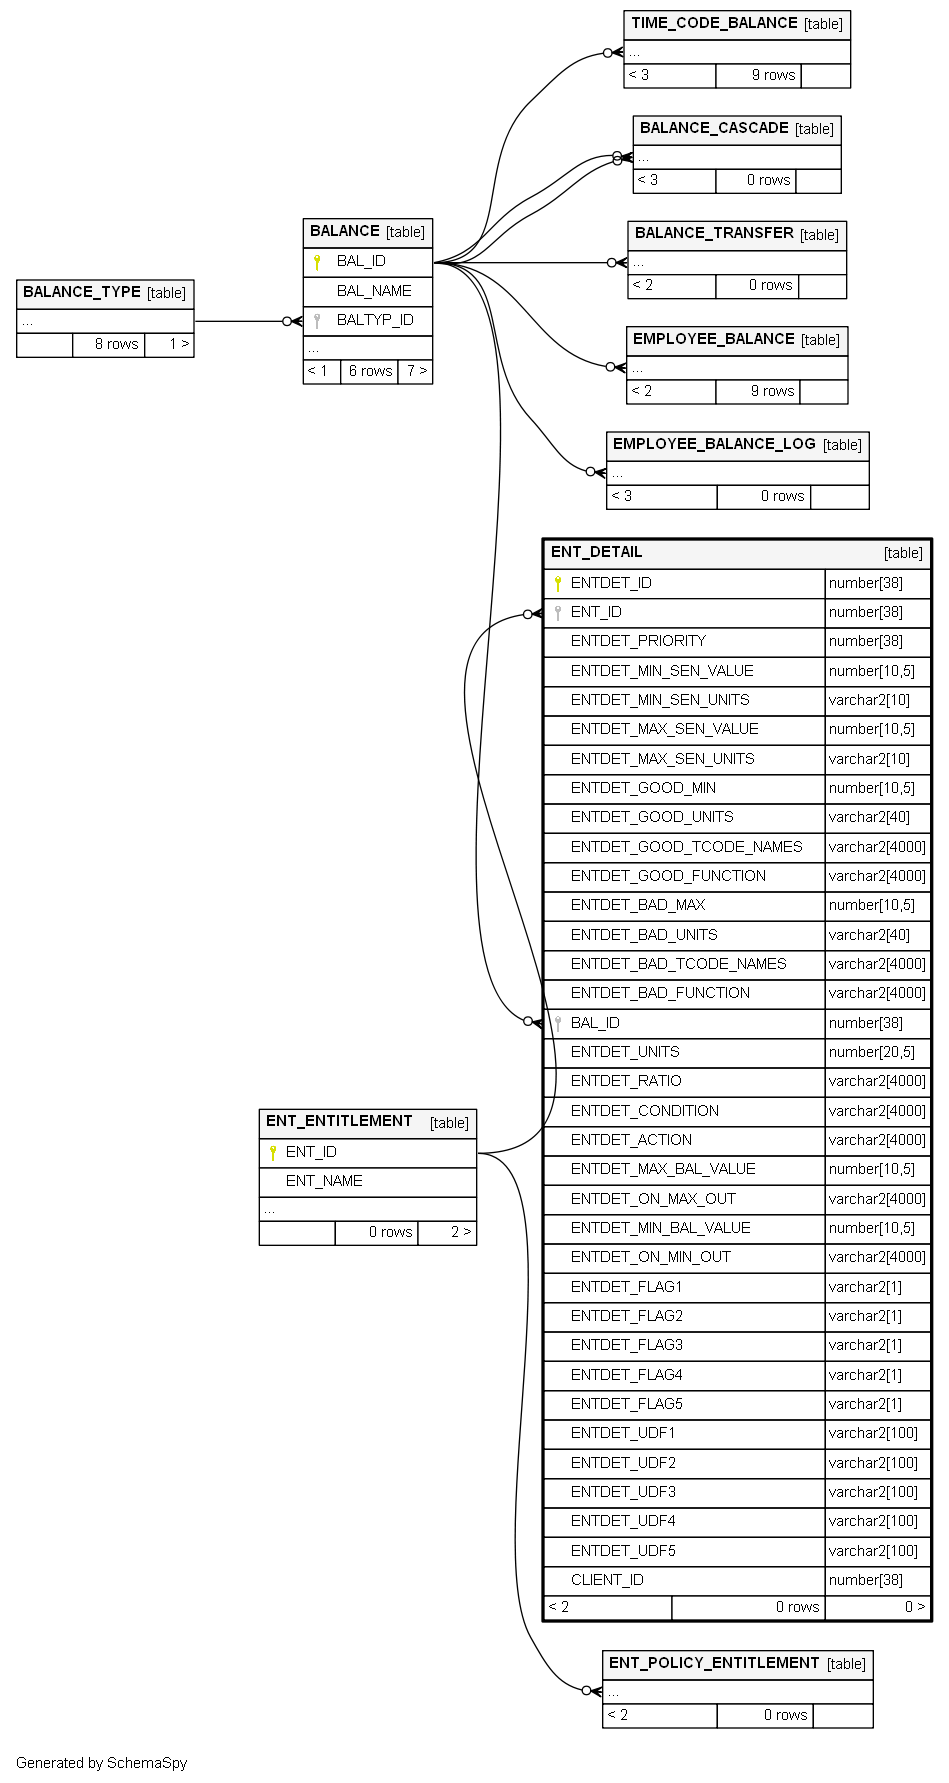 TIME_CODE_BALANCE [table]
...
< 3 9 rows
BALANCE_CASCADE [table]
...
< 3 0 rows
BALANCE_TRANSFER [table]
...
< 2 0 rows
EMPLOYEE_BALANCE [table]
...
< 2 9 rows
EMPLOYEE_BALANCE_LOG [table]
...
< 3 0 rows
BALANCE [table]
BAL_ID
BAL_NAME
BALTYP_ID
...
< 1 6 rows 7 >
BALANCE_TYPE [table]
...
8 rows 1 >
ENT_DETAIL [table]
ENTDET_ID number[38]
ENT_ID number[38]
ENTDET_PRIORITY number[38]
ENTDET_MIN_SEN_VALUE number[10,5]
ENTDET_MIN_SEN_UNITS varchar2[10]
ENTDET_MAX_SEN_VALUE number[10,5]
ENTDET_MAX_SEN_UNITS varchar2[10]
ENTDET_GOOD_MIN number[10,5]
ENTDET_GOOD_UNITS varchar2[40]
ENTDET_GOOD_TCODE_NAMES varchar2[4000]
ENTDET_GOOD_FUNCTION varchar2[4000]
ENTDET_BAD_MAX number[10,5]
ENTDET_BAD_UNITS varchar2[40]
ENTDET_BAD_TCODE_NAMES varchar2[4000]
ENTDET_BAD_FUNCTION varchar2[4000]
BAL_ID number[38]
ENTDET_UNITS number[20,5]
ENTDET_RATIO varchar2[4000]
ENTDET_CONDITION varchar2[4000]
ENTDET_ACTION varchar2[4000]
ENTDET_MAX_BAL_VALUE number[10,5]
ENTDET_ON_MAX_OUT varchar2[4000]
ENTDET_MIN_BAL_VALUE number[10,5]
ENTDET_ON_MIN_OUT varchar2[4000]
ENTDET_FLAG1 varchar2[1]
ENTDET_FLAG2 varchar2[1]
ENTDET_FLAG3 varchar2[1]
ENTDET_FLAG4 varchar2[1]
ENTDET_FLAG5 varchar2[1]
ENTDET_UDF1 varchar2[100]
ENTDET_UDF2 varchar2[100]
ENTDET_UDF3 varchar2[100]
ENTDET_UDF4 varchar2[100]
ENTDET_UDF5 varchar2[100]
CLIENT_ID number[38]
< 2 0 rows 0 >
ENT_ENTITLEMENT [table]
ENT_ID
ENT_NAME
...
0 rows 2 >
ENT_POLICY_ENTITLEMENT [table]
...
< 2 0 rows
Generated by SchemaSpy